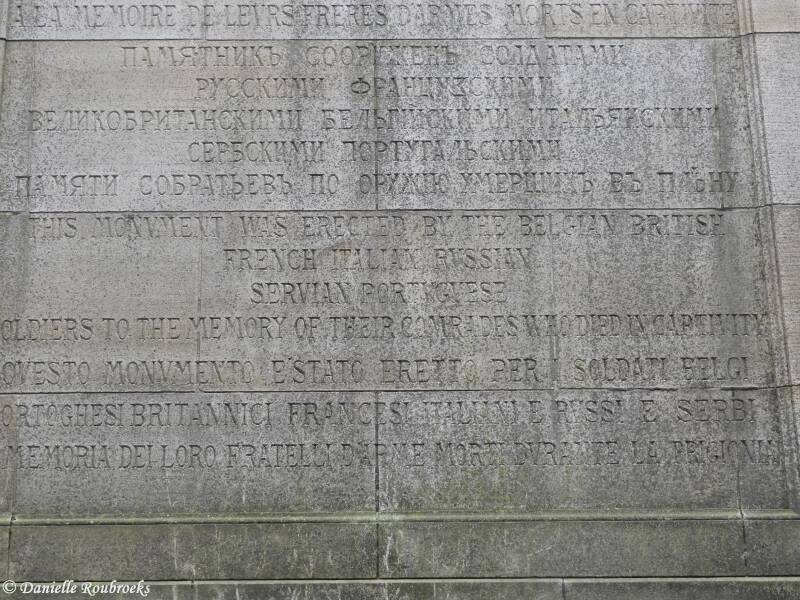 A LA MEMOIRE DE LEVRS FRERES D'ARMES MORTS EN CAPTIVITE
ПАМЯТНИКЪ СООРУЖЕНЪ СОЛДАТАМИ
РУССКИМИ ФРАНЦУЗСКИМИ
ВЕЛИКОБРИТАНСКИМИ БЕЛЬГІЙСКИМИ ИТАЛЬЯНСКИМИ
СЕРБСКИМИ ПОРТУГАЛЬСКИМИ
ПАМЯТИ СОБРАТЬЕВЪ ПО ОРУЖІЮ УМЕРШИХЪ ВЪ ПЛѢНУ
THIS MONVMENT WAS ERECTED BY THE BELGIAN BRITISH
FRENCH ITALIAN RVSSIAN
SERVIAN PORTVGVESE
OLDIERS TO THE MEMORY OF THEIR COMRADES WHO DIED IN CAPTIVITY
QVESTO MONVMENTO E'STATO ERETTO PER I SOLDATI BELGI
ORTOGHESI BRITANNICI FRANCESI ITALIANI E RVSSI E SERBI
MEMORIA DEI LORO FRATELLI D'ARME MORTI DVRANTE LA PRIGIONIA
© Danielle Roubroeks